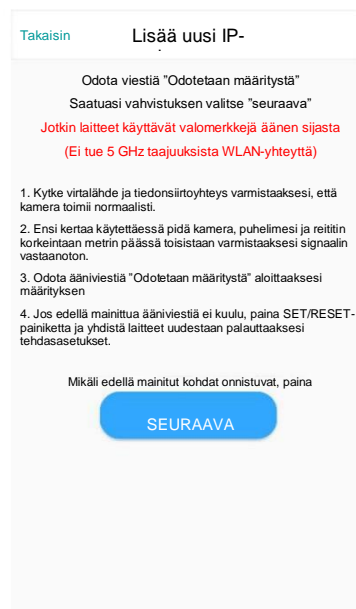 Takaisin
Lisää uusi IP-
Odota viestiä ”Odotetaan määritystä”
Saatuasi vahvistuksen valitse ”seuraava”
Jotkin laitteet käyttävät valomerkkejä äänen sijasta
(Ei tue 5 GHz taajuuksista WLAN-yhteyttä)
1. Kytke virtalähde ja tiedonsiirtoyhteys varmistaaksesi, että
kamera toimii normaalisti.
2. Ensi kertaa käytettäessä pidä kamera, puhelimesi ja reititin
korkeintaan metrin päässä toisistaan varmistaaksesi signaalin
vastaanoton.
3. Odota ääniviestiä ”Odotetaan määritystä” aloittaaksesi
määrityksen
4. Jos edellä mainittua ääniviestiä ei kuulu, paina SET/RESET-
painiketta ja yhdistä laitteet uudestaan palauttaaksesi
tehdasasetukset.
Mikäli edellä mainitut kohdat onnistuvat, paina
SEURAAVA